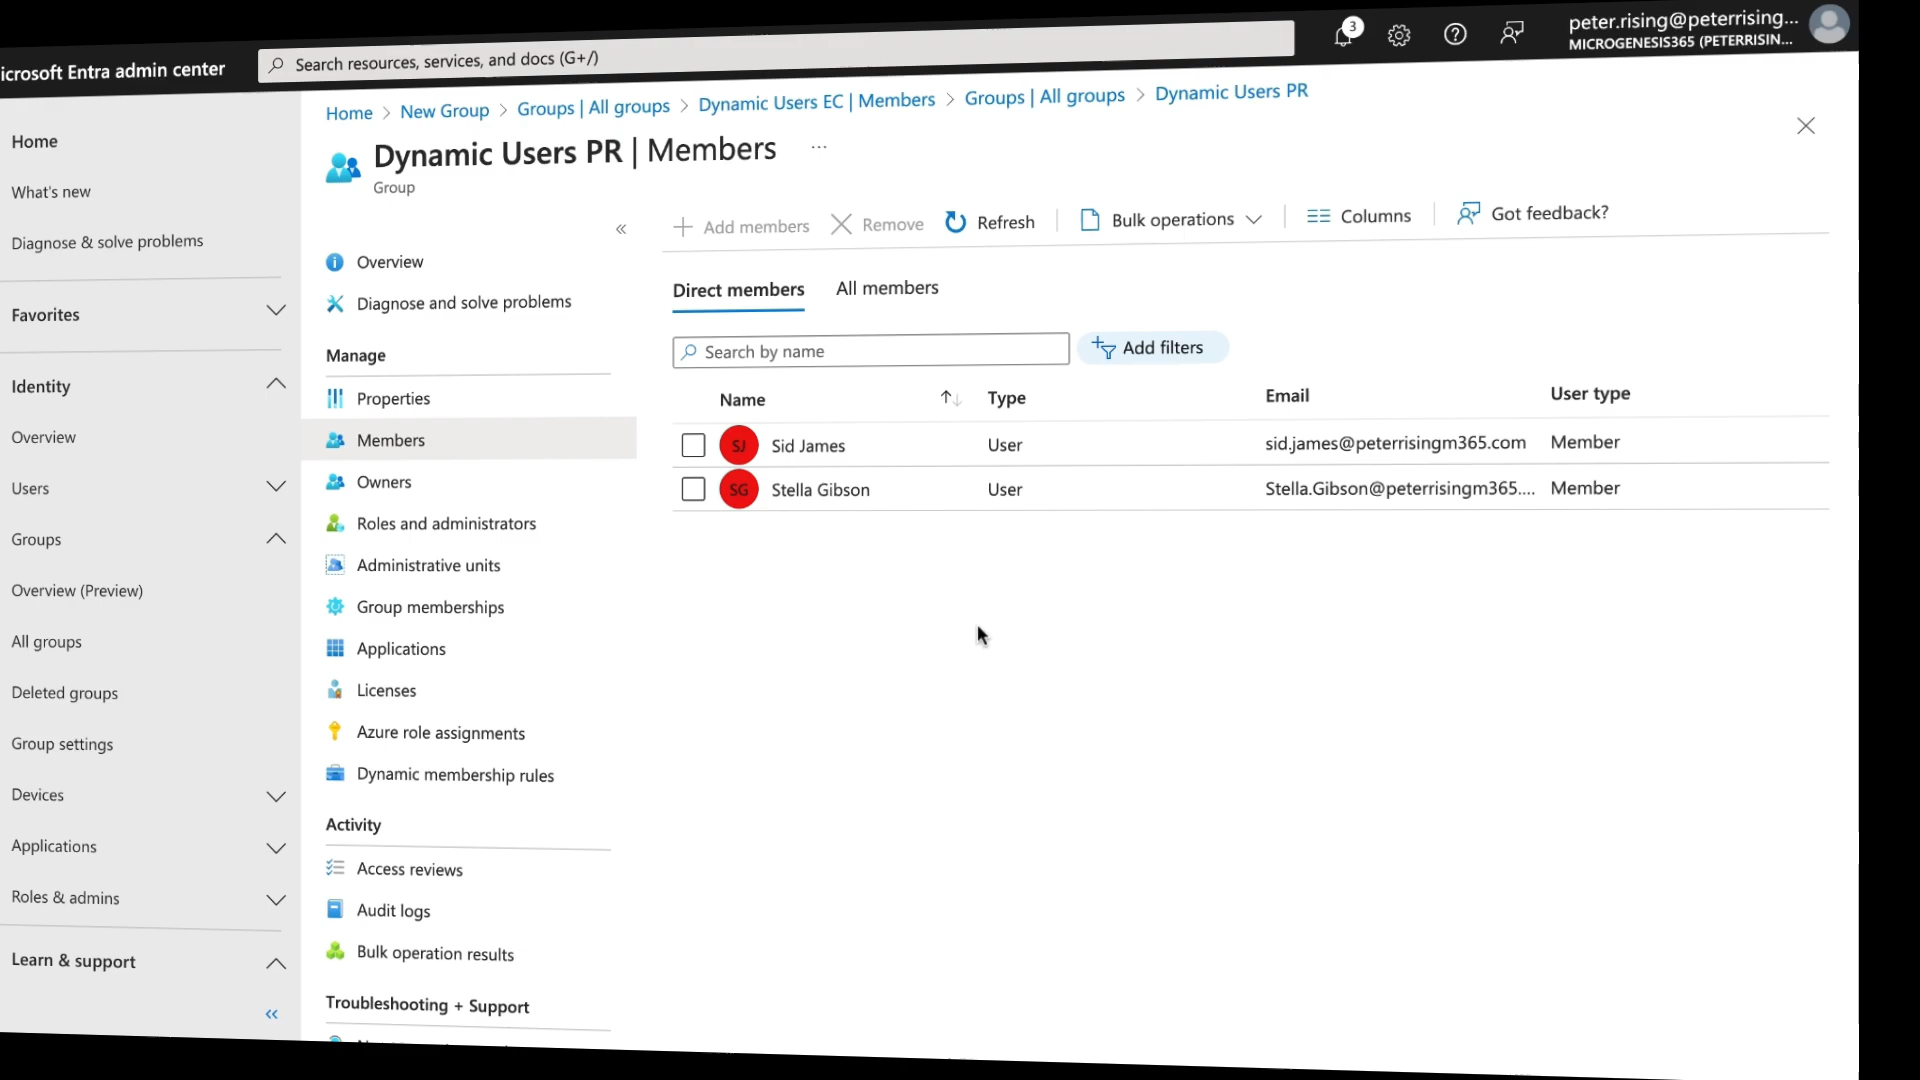 icrosoft Entra admin center
Search resources, services, and docs (G+/)
3
peter.rising@peterrising...
MICROGENESIS365 (PETERRISIN...
Home
What's new
Diagnose & solve problems
Favorites
Identity
Overview
Users
Groups
Overview (Preview)
All groups
Deleted groups
Group settings
Devices
Applications
Roles & admins
Learn & support
Home > New Group > Groups | All groups > Dynamic Users EC | Members > Groups | All groups > Dynamic Users PR
Dynamic Users PR | Members ...
Group
Overview
Diagnose and solve problems
Manage
Properties
Members
Owners
Roles and administrators
Administrative units
Group memberships
Applications
Licenses
Azure role assignments
Dynamic membership rules
Activity
Access reviews
Audit logs
Bulk operation results
Troubleshooting + Support
Add members Remove Refresh Bulk operations Columns Got feedback?
Direct members All members
Search by name Add filters
Name Type Email User type
SJ Sid James User sid.james@peterrisingm365.com Member
SG Stella Gibson User Stella.Gibson@peterrisingm365.... Member